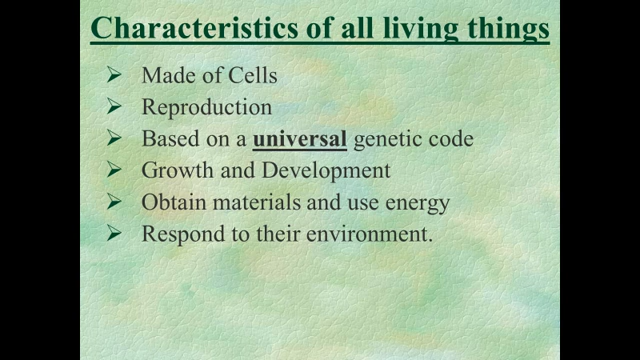 Characteristics of all living things
➢ Made of Cells
➢ Reproduction
➢ Based on a universal genetic code
➢ Growth and Development
➢ Obtain materials and use energy
➢ Respond to their environment.